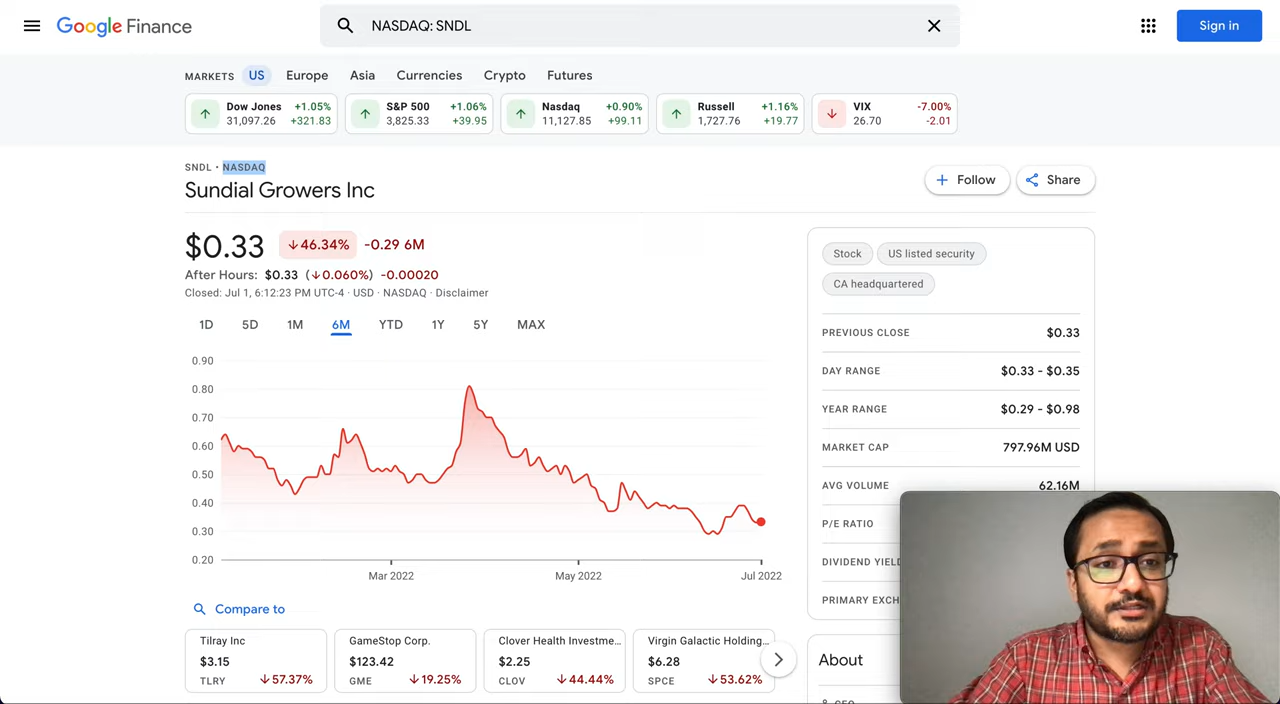 Google Finance
NASDAQ: SNDL
Sign in
MARKETS US Europe Asia Currencies Crypto Futures
Dow Jones +1.05%
31,097.26 +321.83
S&P 500 +1.06%
3,825.33 +39.95
Nasdaq +0.90%
11,127.85 +99.11
Russell +1.16%
1,727.76 +19.77
VIX -7.00%
26.70 -2.01
SNDL • NASDAQ
Sundial Growers Inc
+ Follow
Share
$0.33 ↓46.34% -0.29 6M
After Hours: $0.33 (↓0.060%) -0.00020
Closed: Jul 1, 6:12:23 PM UTC-4 · USD · NASDAQ · Disclaimer
1D 5D 1M 6M YTD 1Y 5Y MAX
0.90
0.80
0.70
0.60
0.50
0.40
0.30
0.20
Mar 2022 May 2022 Jul 2022
Compare to
Tilray Inc
$3.15
TLRY ↓57.37%
GameStop Corp.
$123.42
GME ↓19.25%
Clover Health Investme...
$2.25
CLOV ↓44.44%
Virgin Galactic Holding...
$6.28
SPCE ↓53.62%
Stock US listed security
CA headquartered
PREVIOUS CLOSE $0.33
DAY RANGE $0.33 - $0.35
YEAR RANGE $0.29 - $0.98
MARKET CAP 797.96M USD
AVG VOLUME 62.16M
P/E RATIO
DIVIDEND YIELD
PRIMARY EXCH
About